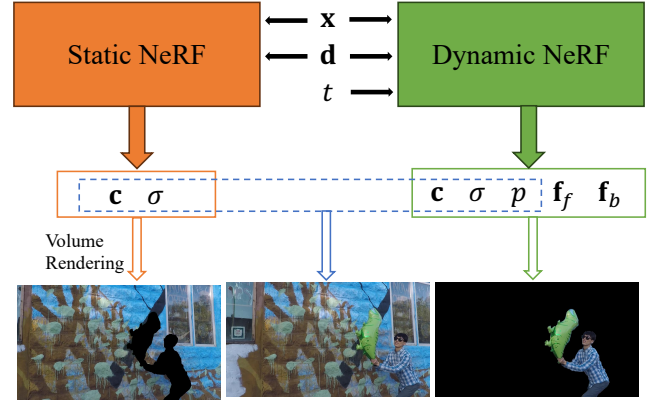 x
Static NeRF
d
Dynamic NeRF
t
c σ
c σ p f_f f_b
Volume
Rendering